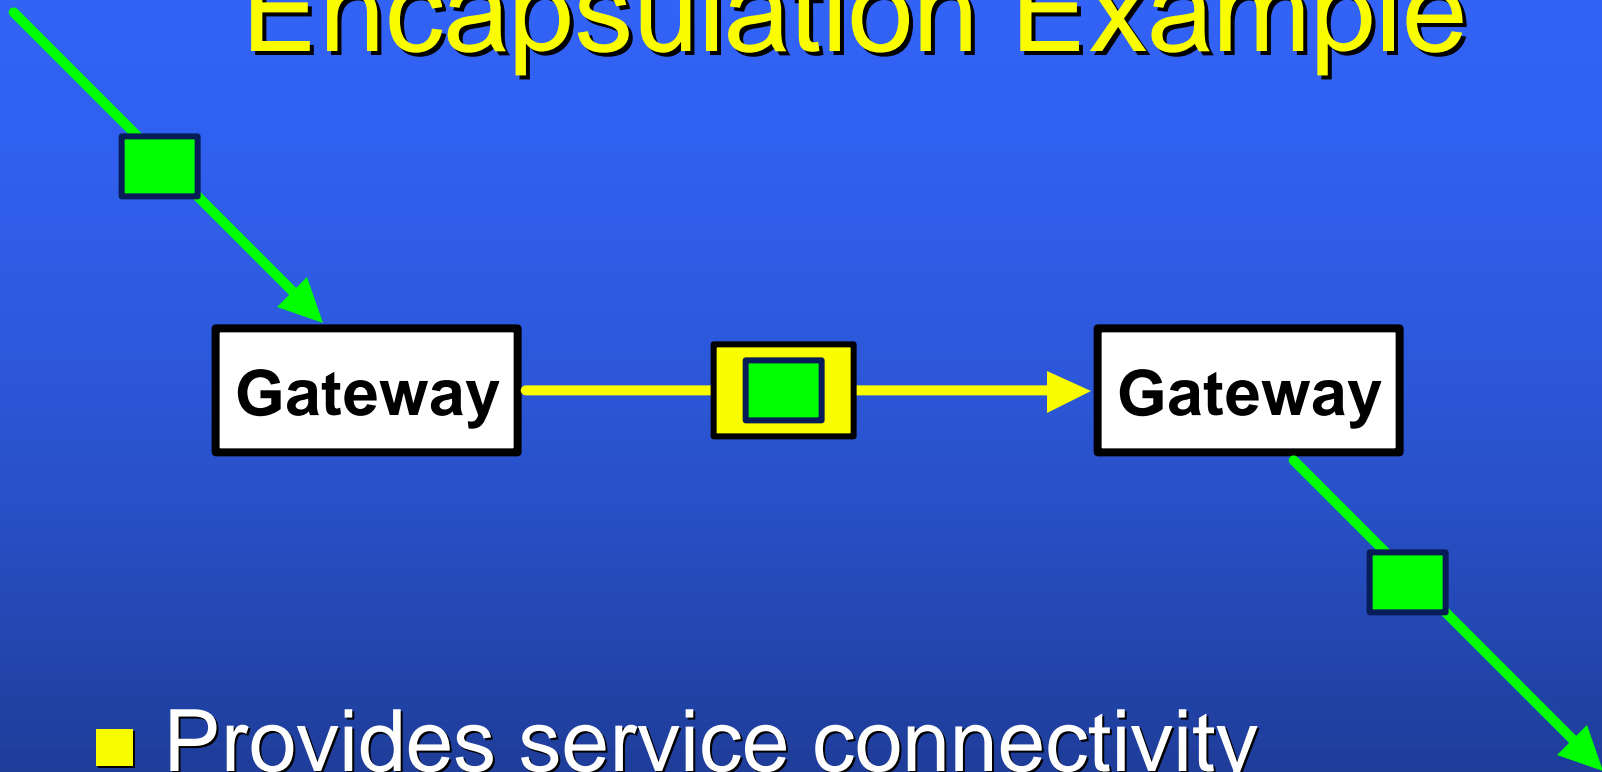 Encapsulation Example
Gateway
Gateway
Provides service connectivity